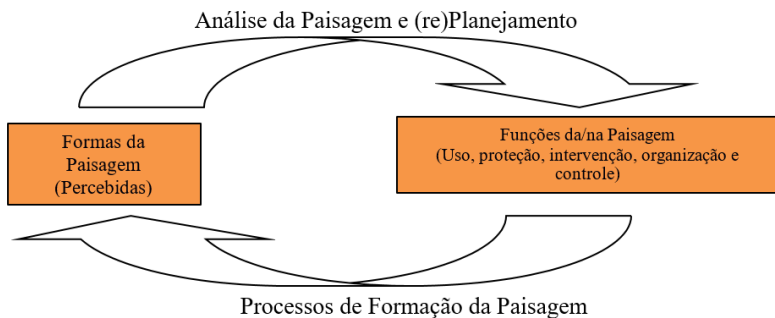 Análise da Paisagem e (re)Planejamento
Formas da
Paisagem
(Percebidas)
Funções da/na Paisagem
(Uso, proteção, intervenção, organização e
controle)
Processos de Formação da Paisagem